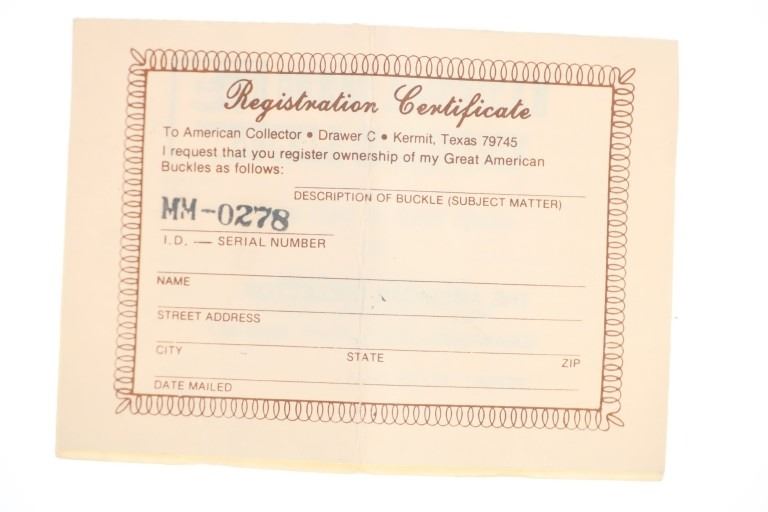 Registration Certificate
To American Collector • Drawer C • Kermit, Texas 79745
I request that you register ownership of my Great American
Buckles as follows:
DESCRIPTION OF BUCKLE (SUBJECT MATTER)
MM-0278
I.D. — SERIAL NUMBER
NAME
STREET ADDRESS
CITY STATE ZIP
DATE MAILED